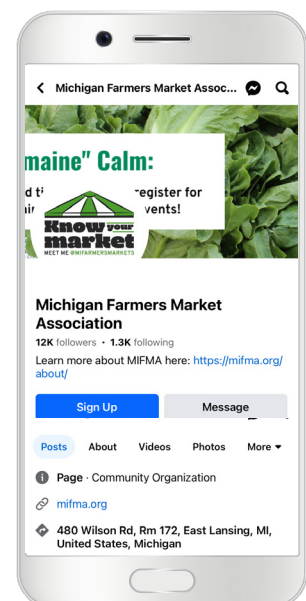 Michigan Farmers Market Assoc...
maine" Calm:
register for
vents!
Know your
market
MEET ME @MIFARMERSMARKETS
Michigan Farmers Market
Association
12K followers • 1.3K following
Learn more about MIFMA here: https://mifma.org/
about/
Sign Up Message
Posts About Videos Photos More
Page · Community Organization
mifma.org
480 Wilson Rd, Rm 172, East Lansing, MI,
United States, Michigan